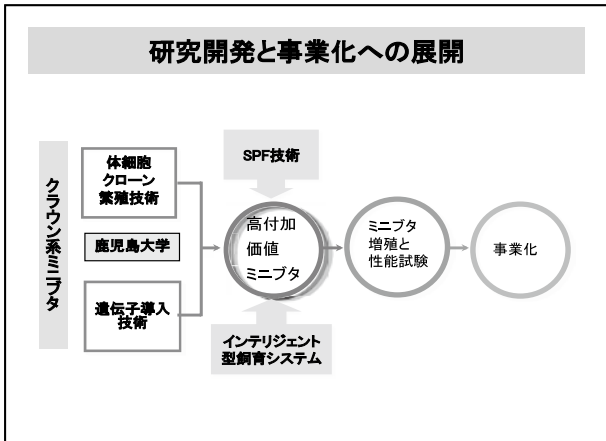 研究開発と事業化への展開
クラウン系ミニブタ
体細胞
クローン
繁殖技術
鹿児島大学
遺伝子導入
技術
SPF技術
高付加
価値
ミニブタ
インテリジェント
型飼育システム
ミニブタ
増殖と
性能試験
事業化